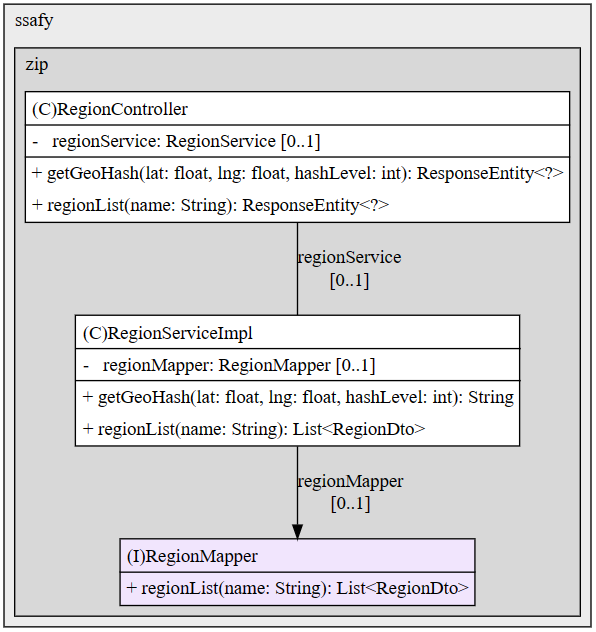 ssafy
zip
(C)RegionController
- regionService: RegionService [0..1]
+ getGeoHash(lat: float, lng: float, hashLevel: int): ResponseEntity<?>
+ regionList(name: String): ResponseEntity<?>
regionService
[0..1]
(C)RegionServiceImpl
- regionMapper: RegionMapper [0..1]
+ getGeoHash(lat: float, lng: float, hashLevel: int): String
+ regionList(name: String): List<RegionDto>
regionMapper
[0..1]
(I)RegionMapper
+ regionList(name: String): List<RegionDto>